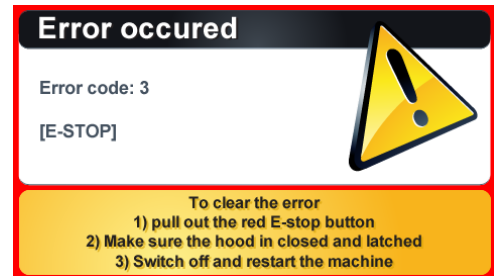 Error occured
Error code: 3
[E-STOP]
To clear the error
1) pull out the red E-stop button
2) Make sure the hood in closed and latched
3) Switch off and restart the machine